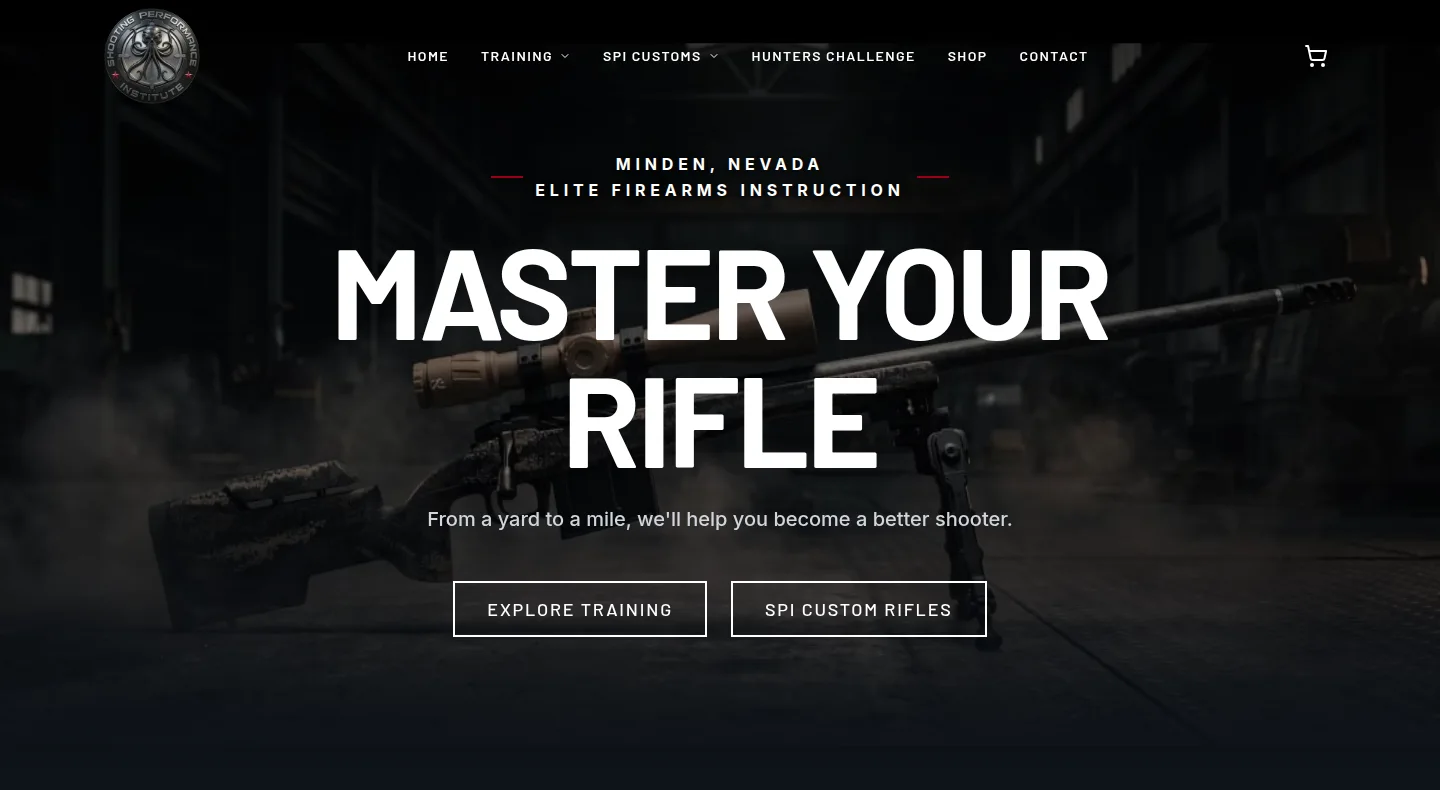 SHOOTING PERFORMANCE
INSTITUTE
HOME
TRAINING
SPI CUSTOMS
HUNTERS CHALLENGE
SHOP
CONTACT
MINDEN, NEVADA
ELITE FIREARMS INSTRUCTION
MASTER YOUR
RIFLE
From a yard to a mile, we'll help you become a better shooter.
EXPLORE TRAINING
SPI CUSTOM RIFLES